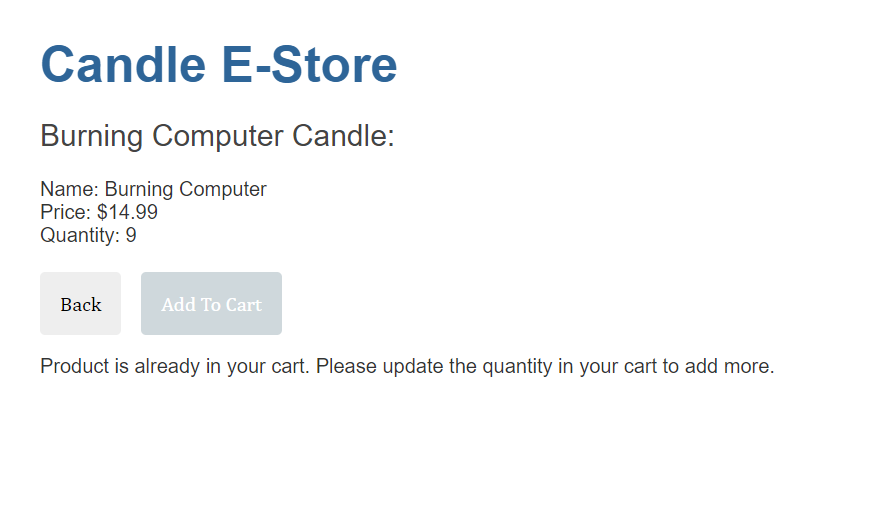 Candle E-Store
Burning Computer Candle:
Name: Burning Computer
Price: $14.99
Quantity: 9
Back
Add To Cart
Product is already in your cart. Please update the quantity in your cart to add more.